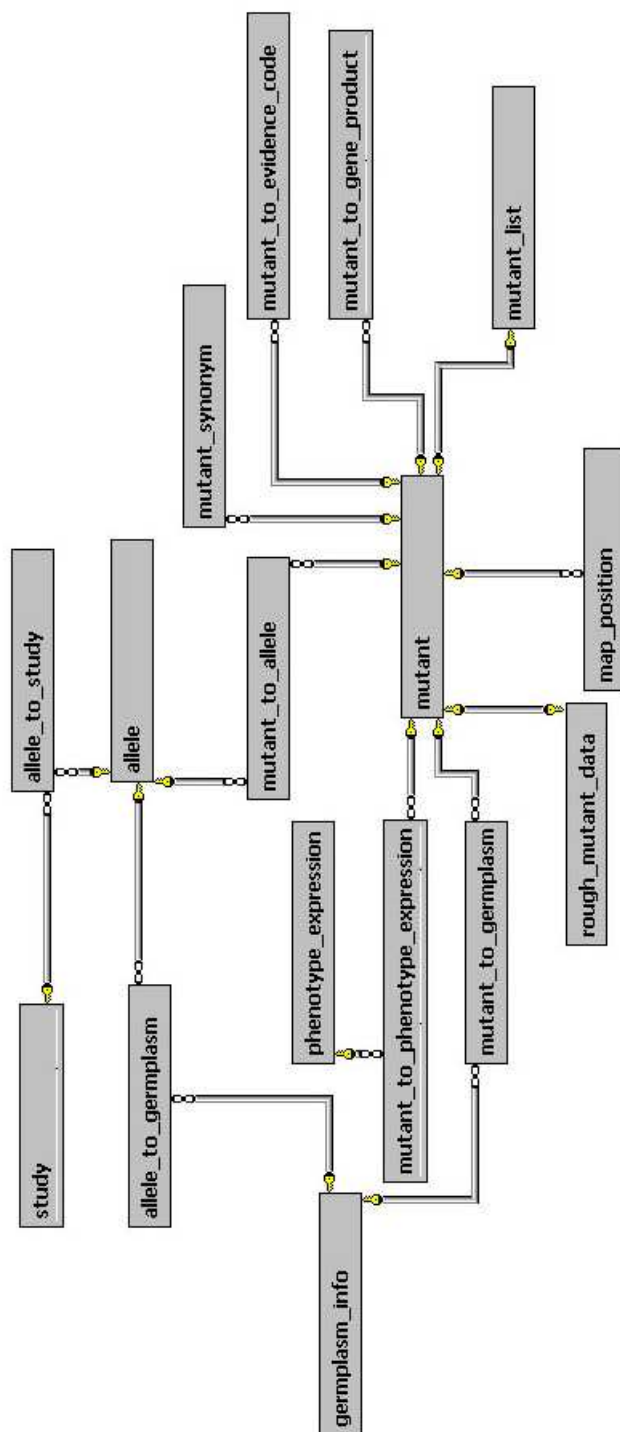 study
allele_to_study
allele_to_germplasm
allele
mutant_synonym
mutant_to_evidence_code
mutant_to_allele
germplasm_info
phenotype_expression
mutant_to_gene_product
mutant_to_phenotype_expression
mutant
mutant_to_germplasm
mutant_list
rough_mutant_data
map_position